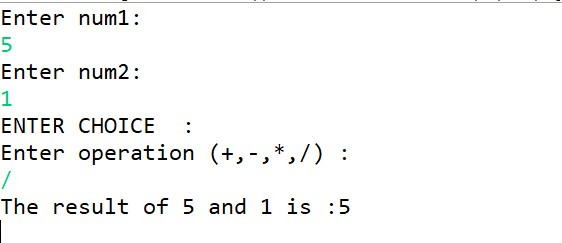 Enter num1:
5
Enter num2:
1
ENTER CHOICE  :
Enter operation (+,-,*,/) :
/
The result of 5 and 1 is :5